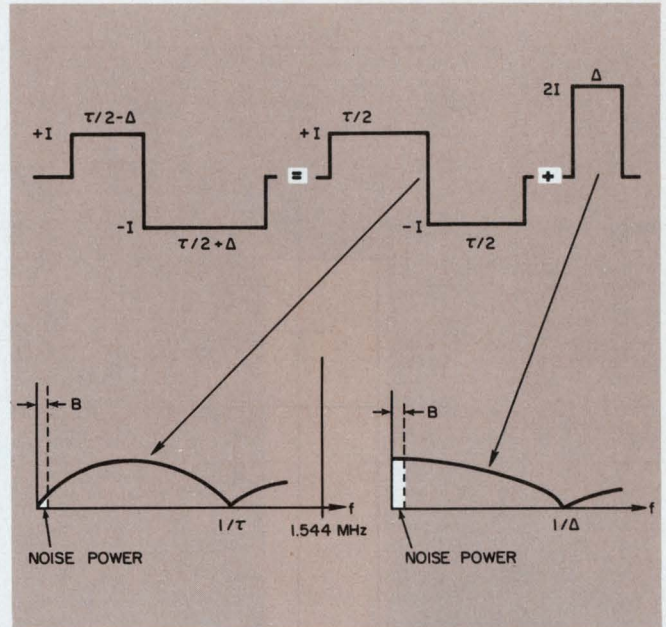 τ/2-Δ
+I
-I
τ/2+Δ
=
τ/2
+I
-I
τ/2
+
Δ
2I
B
f
1/τ
1.544 MHz
NOISE POWER
B
f
1/Δ
NOISE POWER